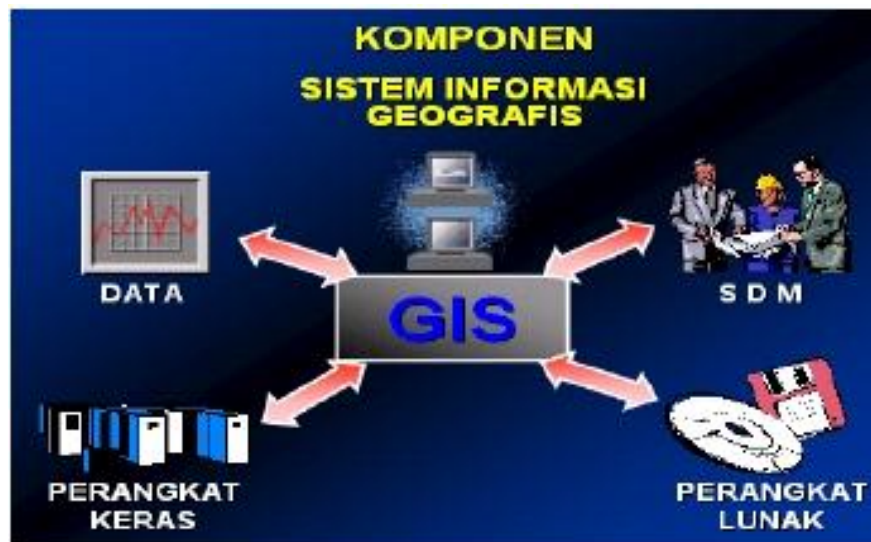 KOMPONEN
SISTEM INFORMASI
GEOGRAFIS
DATA
S D M
GIS
PERANGKAT
KERAS
PERANGKAT
LUNAK